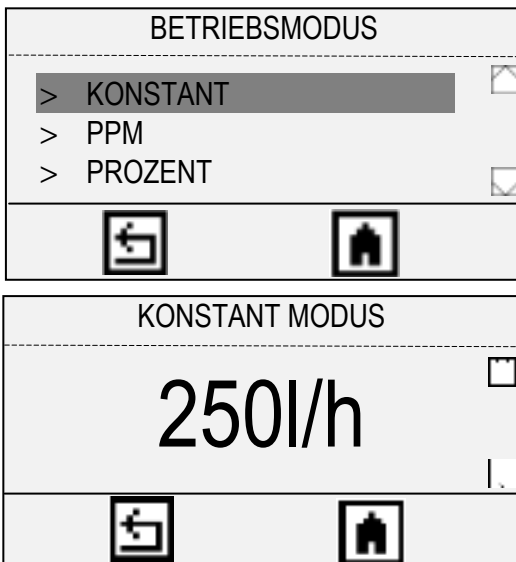 BETRIEBSMODUS
> KONSTANT
> PPM
> PROZENT
KONSTANT MODUS
250l/h